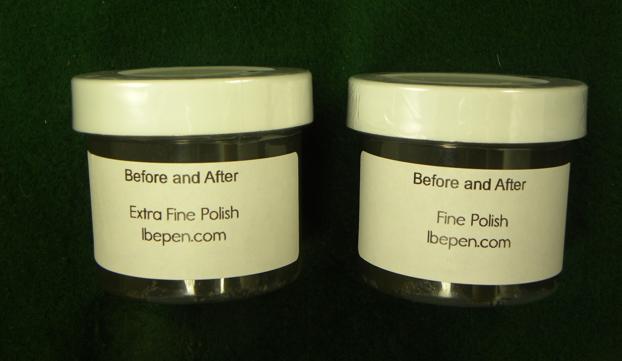 Before and After
Extra Fine Polish
lbepen.com
Before and After
Fine Polish
lbepen.com